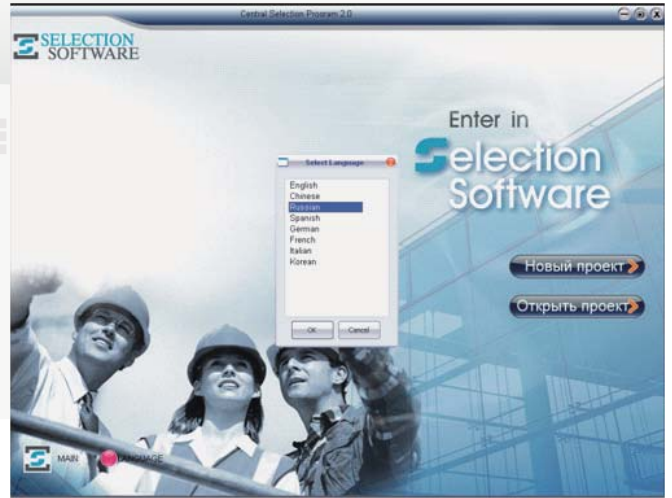 Central Selection Program 2.0
SELECTION
SOFTWARE
Enter in
Selection
Software
Select Language
English
Chinese
Russian
Spanish
German
French
Italian
Korean
OK
Cancel
Новый проект
Открыть проект
MAIN
LANGUAGE